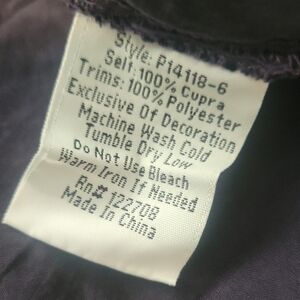 Style: P14118-6
Self: 100% Cupra
Trims: 100% Polyester
Exclusive Of Decoration
Machine Wash Cold
Tumble Dry Low
Do Not Use Bleach
Warm Iron If Needed
Rn# 122708
Made In China